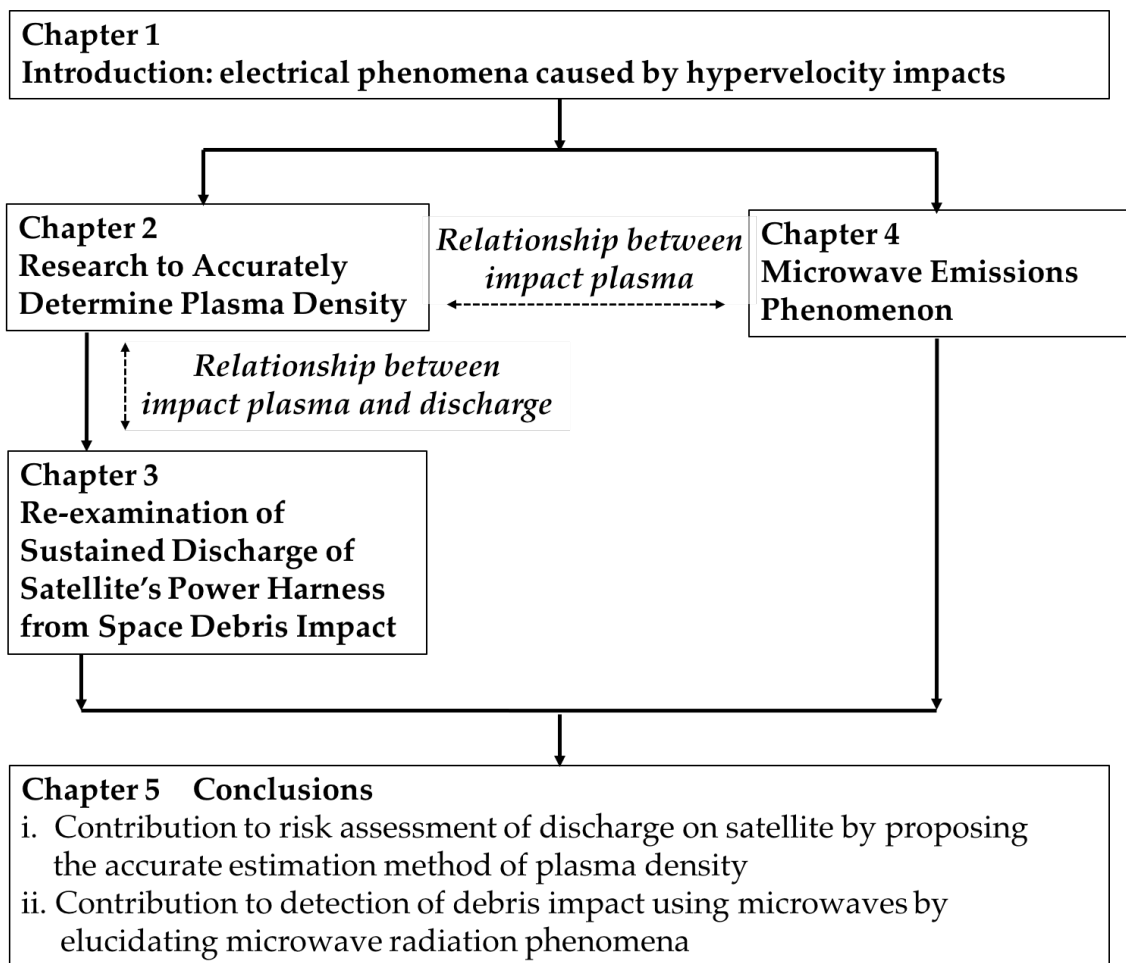 Chapter 1
Introduction: electrical phenomena caused by hypervelocity impacts
Chapter 2
Research to Accurately
Determine Plasma Density
Relationship between
impact plasma
Chapter 4
Microwave Emissions
Phenomenon
Relationship between
impact plasma and discharge
Chapter 3
Re-examination of
Sustained Discharge of
Satellite's Power Harness
from Space Debris Impact
Chapter 5 Conclusions
i. Contribution to risk assessment of discharge on satellite by proposing
the accurate estimation method of plasma density
ii. Contribution to detection of debris impact using microwaves by
elucidating microwave radiation phenomena